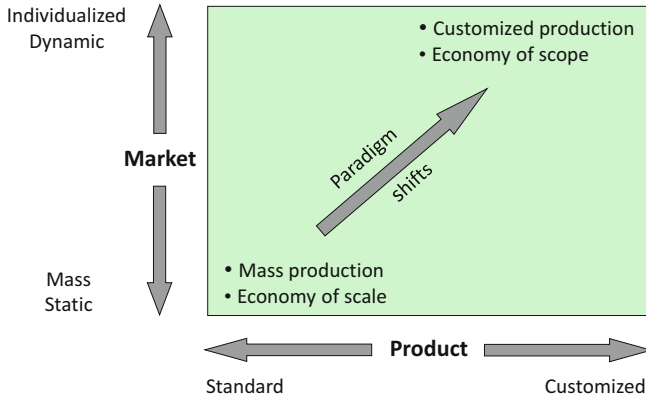 Individualized
Dynamic
• Customized production
• Economy of scope
Market
Paradigm
shifts
• Mass production
• Economy of scale
Mass
Static
Product
Standard
Customized